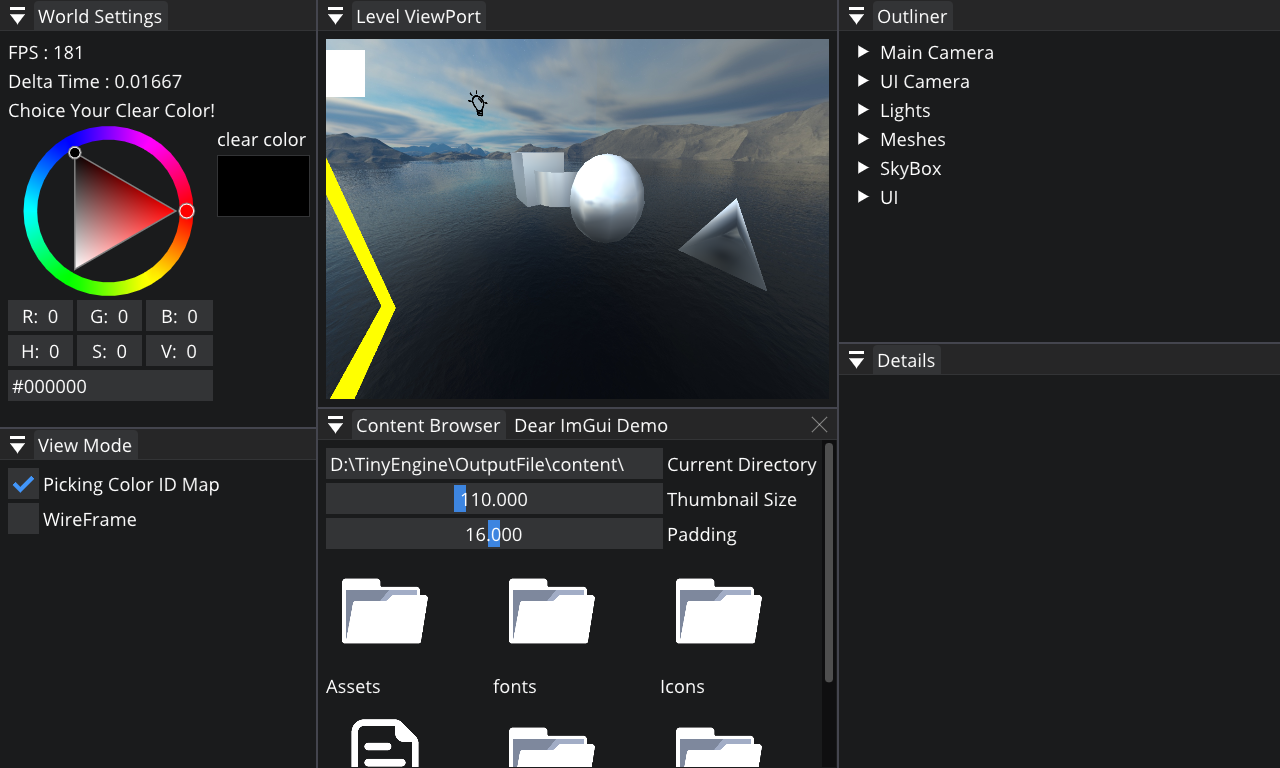 World Settings
FPS : 181
Delta Time : 0.01667
Choice Your Clear Color!
clear color
R: 0 G: 0 B: 0
H: 0 S: 0 V: 0
#000000
View Mode
Picking Color ID Map
WireFrame
Level ViewPort
Content Browser Dear ImGui Demo
D:\TinyEngine\OutputFile\content\ Current Directory
110.000 Thumbnail Size
16.000 Padding
Assets fonts Icons
Outliner
Main Camera
UI Camera
Lights
Meshes
SkyBox
UI
Details